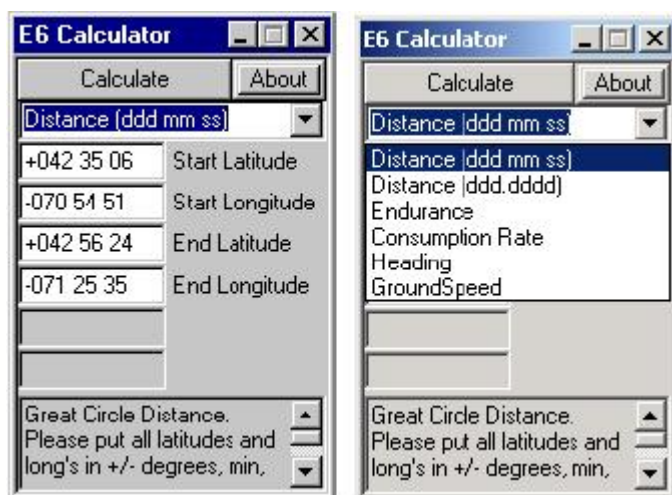 E6 Calculator
Calculate About
Distance (ddd mm ss)
+042 35 06 Start Latitude
-070 54 51 Start Longitude
+042 56 24 End Latitude
-071 25 35 End Longitude
Great Circle Distance.
Please put all latitudes and
long's in +/- degrees, min,
E6 Calculator
Calculate About
Distance |ddd mm ss)
Distance |ddd mm ss)
Distance |ddd.dddd)
Endurance
Consumption Rate
Heading
GroundSpeed
Great Circle Distance.
Please put all latitudes and
long's in +/- degrees, min,